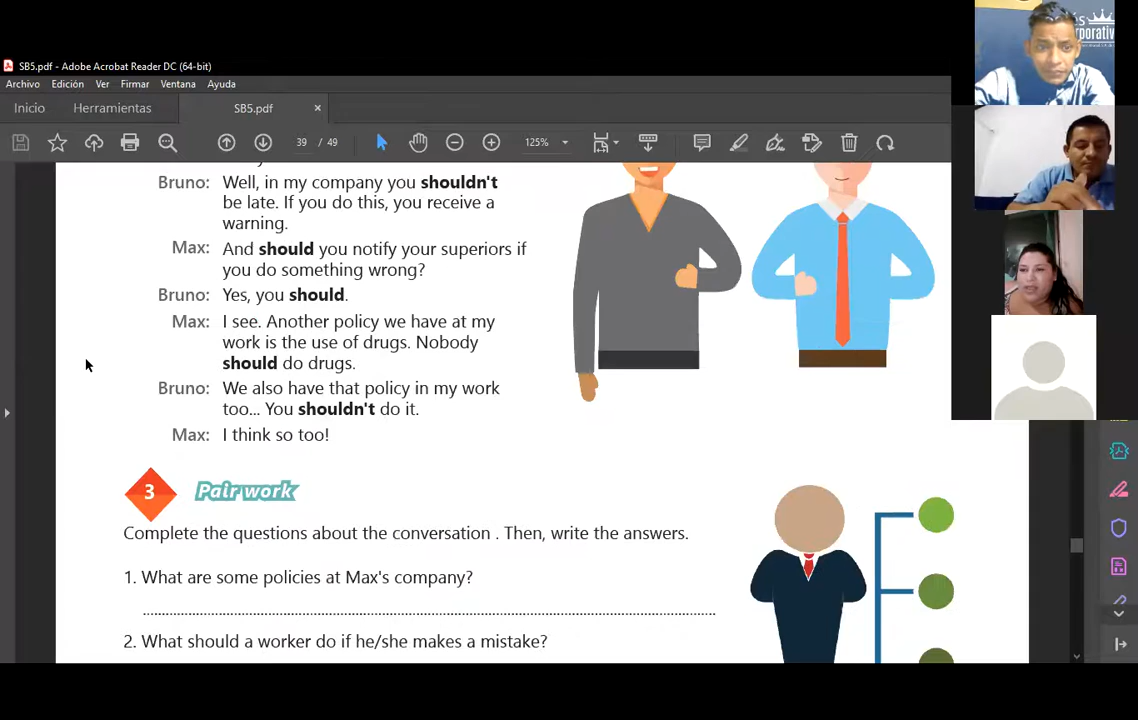 és
orporativ
SB5.pdf - Adobe Acrobat Reader DC (64-bit)
Archivo Edición Ver Firmar Ventana Ayuda
Inicio Herramientas SB5.pdf ×
39 / 49 125%
Bruno: Well, in my company you shouldn't
be late. If you do this, you receive a
warning.
Max: And should you notify your superiors if
you do something wrong?
Bruno: Yes, you should.
Max: I see. Another policy we have at my
work is the use of drugs. Nobody
should do drugs.
Bruno: We also have that policy in my work
too... You shouldn't do it.
Max: I think so too!
3 Pair work
Complete the questions about the conversation . Then, write the answers.
1. What are some policies at Max's company?
2. What should a worker do if he/she makes a mistake?